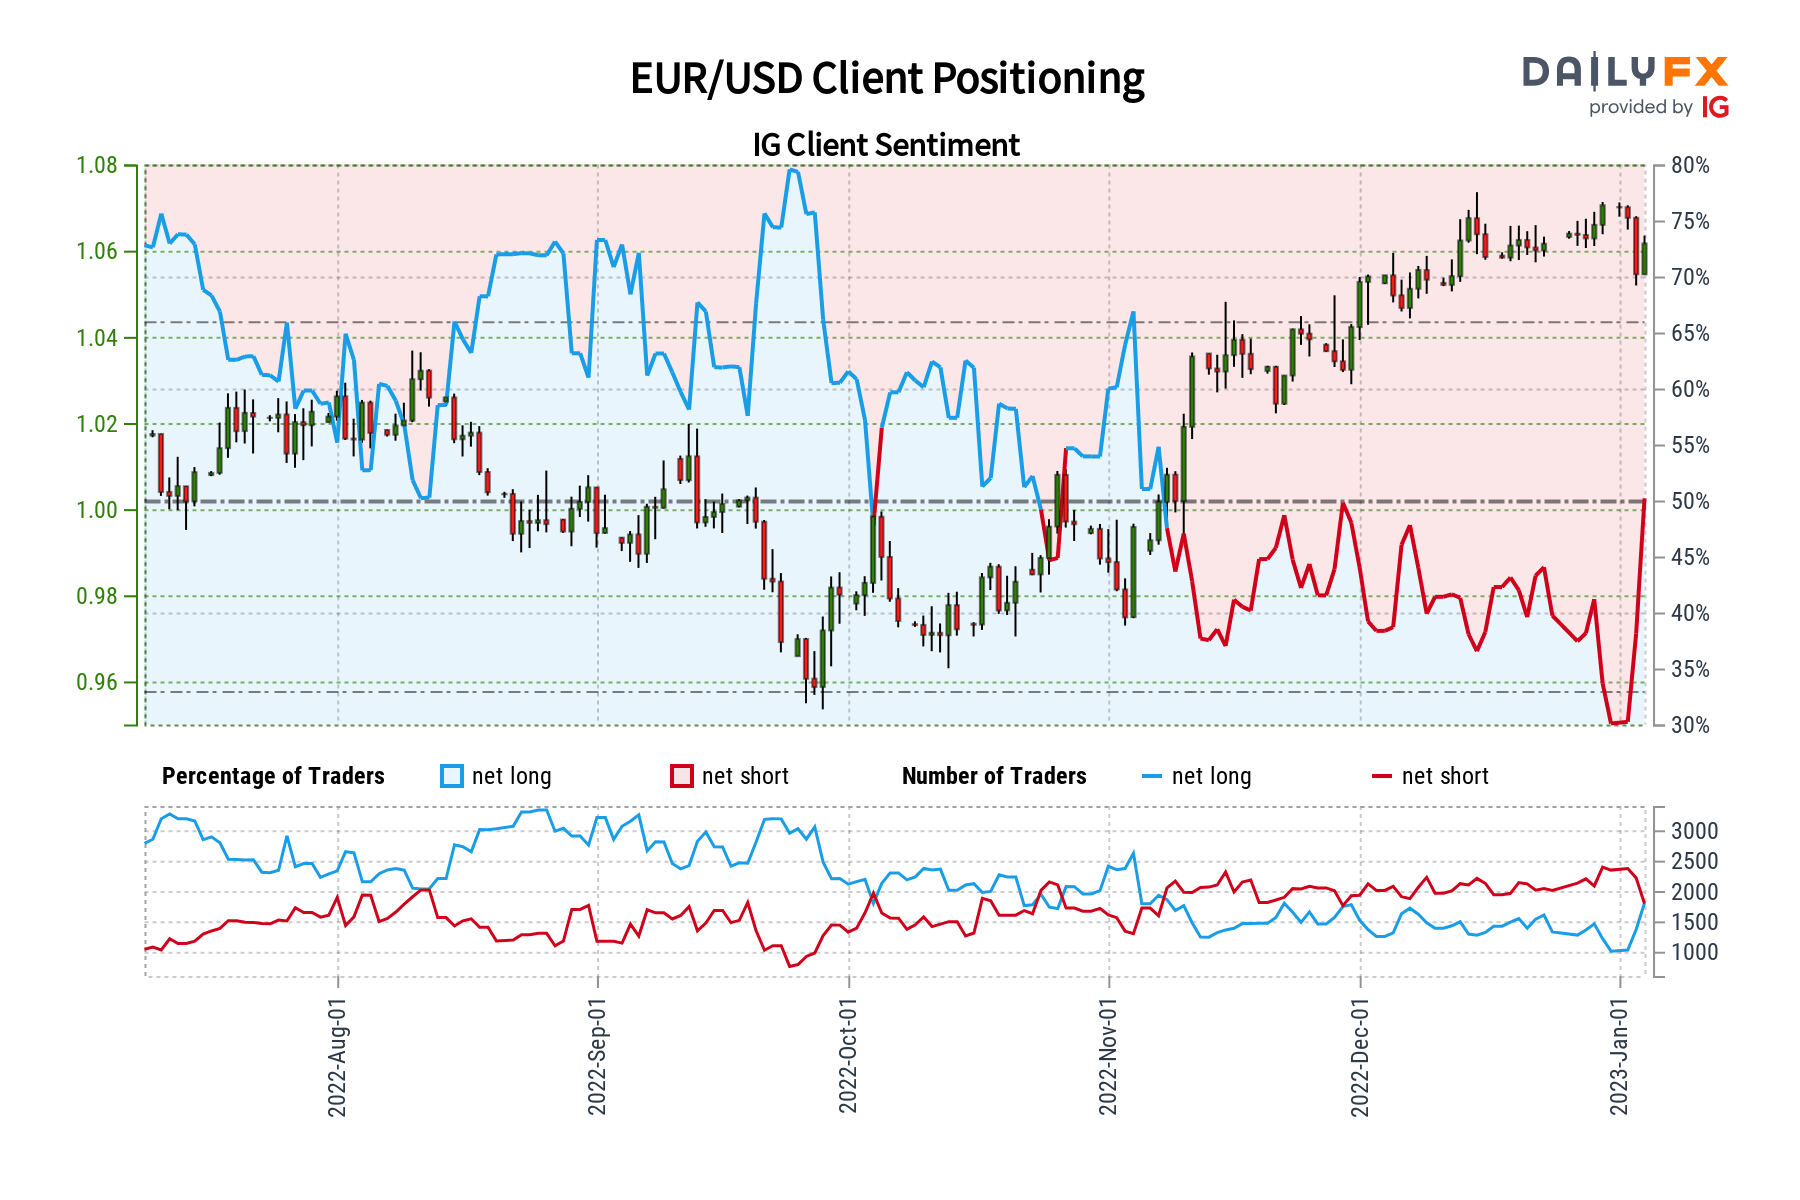 EUR/USD Client Positioning
DAILYFX
provided by IG
IG Client Sentiment
1.08
1.06
1.04
1.02
1.00
0.98
0.96
80%
75%
70%
65%
60%
55%
50%
45%
40%
35%
30%
Percentage of Traders net long net short Number of Traders net long net short
3000
2500
2000
1500
1000
2022-Aug-01
2022-Sep-01
2022-Oct-01
2022-Nov-01
2022-Dec-01
2023-Jan-01